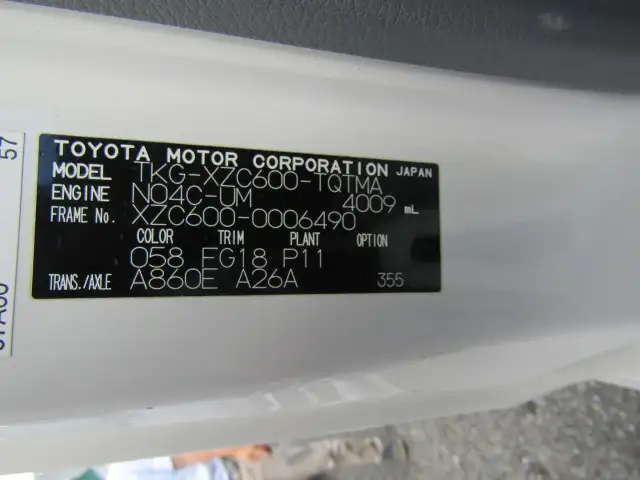 TOYOTA MOTOR CORPORATION JAPAN
MODEL TKG-XZC600-TQTMA
ENGINE N04C-UM 4009 mL
FRAME No. XZC600-0006490
COLOR TRIM PLANT OPTION
058 FG18 P11
TRANS./AXLE A860E A26A 355
57